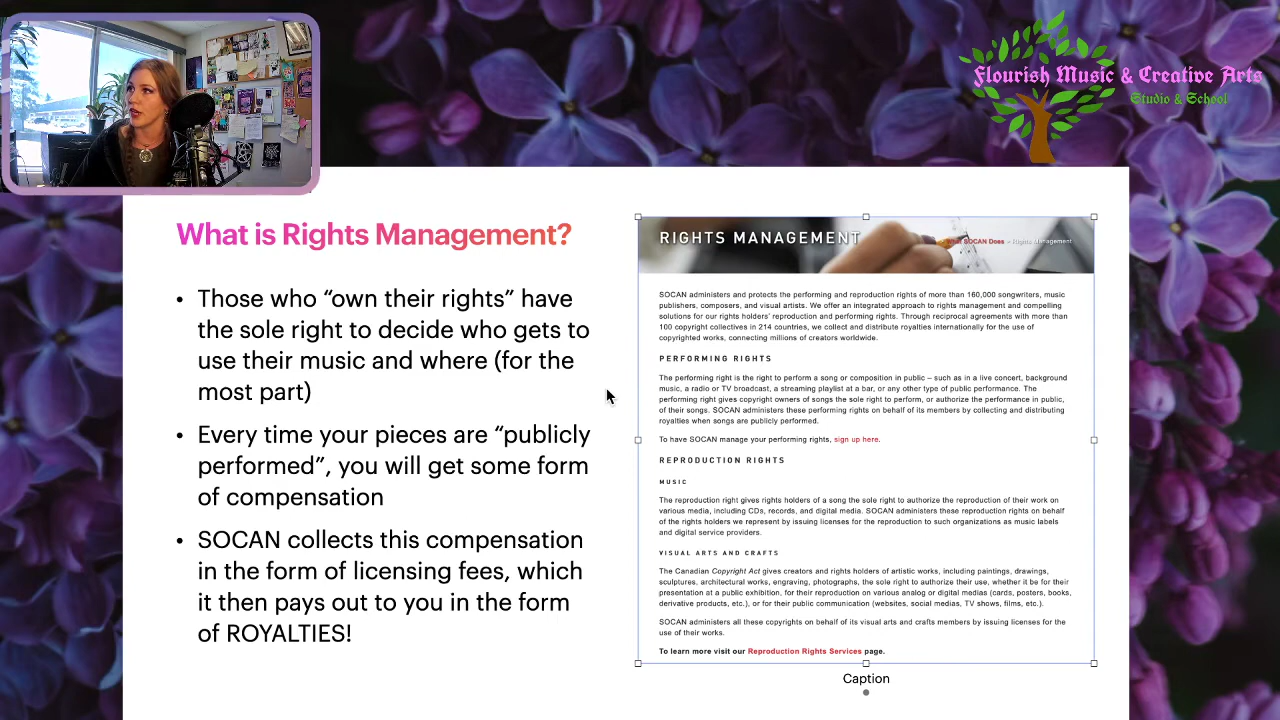 Flourish Music & Creative Arts
Studio & School
What is Rights Management?
• Those who “own their rights” have
the sole right to decide who gets to
use their music and where (for the
most part)
• Every time your pieces are “publicly
performed”, you will get some form
of compensation
• SOCAN collects this compensation
in the form of licensing fees, which
it then pays out to you in the form
of ROYALTIES!
RIGHTS MANAGEMENT
What SOCAN Does » Rights Management
SOCAN administers and protects the performing and reproduction rights of more than 160,000 songwriters, music
publishers, composers, and visual artists. We offer an integrated approach to rights management and compelling
solutions for our rights holders’ reproduction and performing rights. Through reciprocal agreements with more than
100 copyright collectives in 214 countries, we collect and distribute royalties internationally for the use of
copyrighted works, connecting millions of creators worldwide.
PERFORMING RIGHTS
The performing right is the right to perform a song or composition in public – such as in a live concert, background
music, a radio or TV broadcast, a streaming playlist at a bar, or any other type of public performance. The
performing right gives copyright owners of songs the sole right to perform, or authorize the performance in public,
of their songs. SOCAN administers these performing rights on behalf of its members by collecting and distributing
royalties when songs are publicly performed.
To have SOCAN manage your performing rights, sign up here.
REPRODUCTION RIGHTS
MUSIC
The reproduction right gives rights holders of a song the sole right to authorize the reproduction of their work on
various media, including CDs, records, and digital media. SOCAN administers these reproduction rights on behalf
of the rights holders we represent by issuing licenses for the reproduction to such organizations as music labels
and digital service providers.
VISUAL ARTS AND CRAFTS
The Canadian Copyright Act gives creators and rights holders of artistic works, including paintings, drawings,
sculptures, architectural works, engraving, photographs, the sole right to authorize their use, whether it be for their
presentation at a public exhibition, for their reproduction on various analog or digital medias (cards, posters, books,
derivative products, etc.), or for their public communication (websites, social medias, TV shows, films, etc.).
SOCAN administers all these copyrights on behalf of its visual arts and crafts members by issuing licenses for the
use of their works.
To learn more visit our Reproduction Rights Services page.
Caption